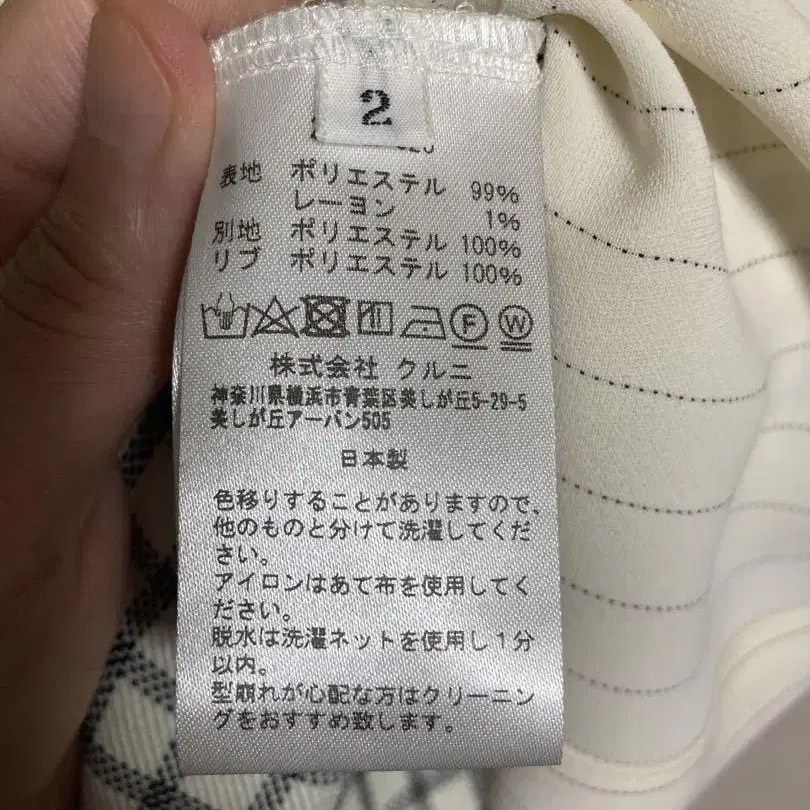 2
表地 ポリエステル 99%
レーヨン 1%
別地 ポリエステル 100%
リブ ポリエステル 100%
F W
株式会社 クルニ
神奈川県横浜市青葉区美しが丘5-29-5
美しが丘アーバン505
日本製
色移りすることがありますので、
他のものと分けて洗濯してくだ
さい。
アイロンはあて布を使用してく
ださい。
脱水は洗濯ネットを使用し1分
以内。
型崩れが心配な方はクリーニン
グをおすすめ致します。